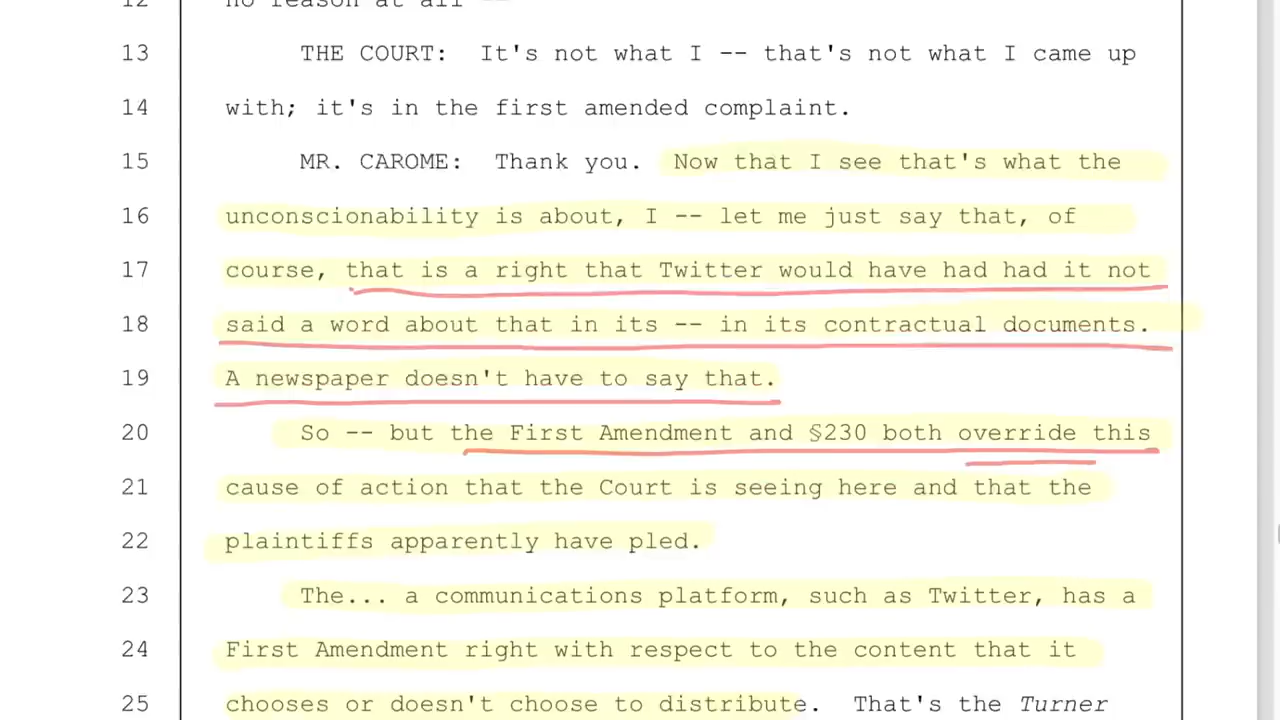 12 no reason at all --
13 THE COURT: It's not what I -- that's not what I came up
14 with; it's in the first amended complaint.
15 MR. CAROME: Thank you. Now that I see that's what the
16 unconscionability is about, I -- let me just say that, of
17 course, that is a right that Twitter would have had had it not
18 said a word about that in its -- in its contractual documents.
19 A newspaper doesn't have to say that.
20 So -- but the First Amendment and §230 both override this
21 cause of action that the Court is seeing here and that the
22 plaintiffs apparently have pled.
23 The... a communications platform, such as Twitter, has a
24 First Amendment right with respect to the content that it
25 chooses or doesn't choose to distribute. That's the Turner